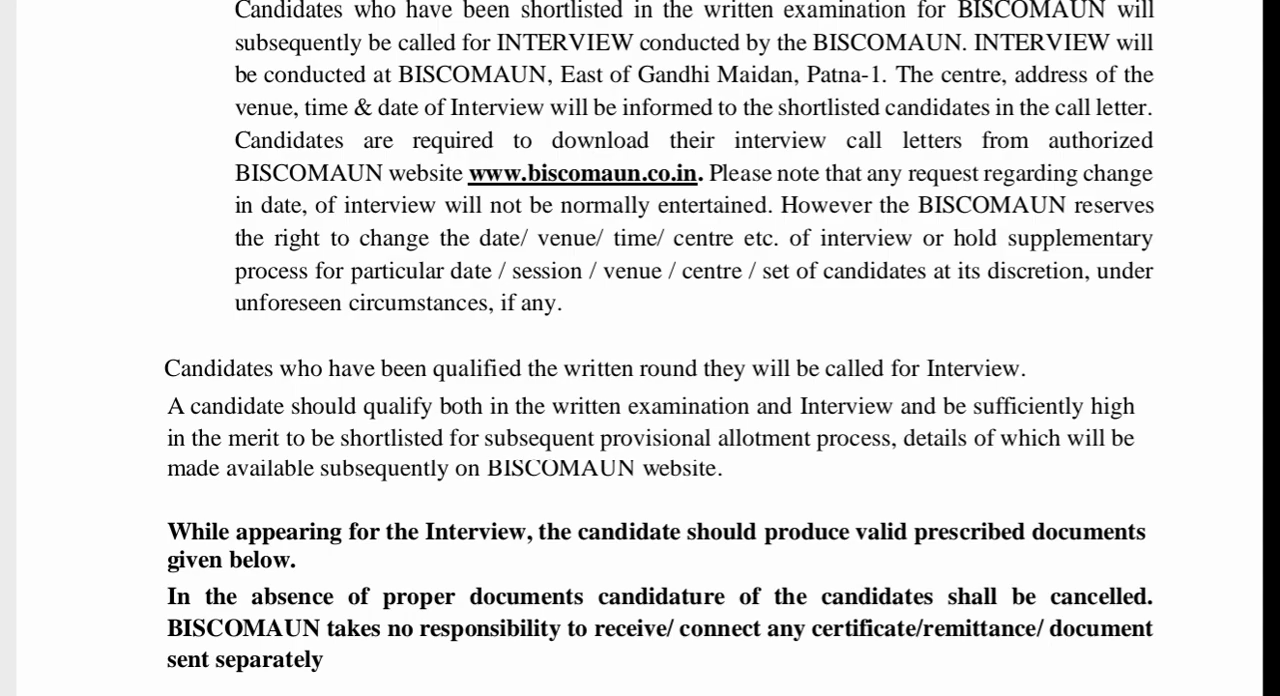 Candidates who have been shortlisted in the written examination for BISCOMAUN will
subsequently be called for INTERVIEW conducted by the BISCOMAUN. INTERVIEW will
be conducted at BISCOMAUN, East of Gandhi Maidan, Patna-1. The centre, address of the
venue, time & date of Interview will be informed to the shortlisted candidates in the call letter.
Candidates are required to download their interview call letters from authorized
BISCOMAUN website www.biscomaun.co.in. Please note that any request regarding change
in date, of interview will not be normally entertained. However the BISCOMAUN reserves
the right to change the date/ venue/ time/ centre etc. of interview or hold supplementary
process for particular date / session / venue / centre / set of candidates at its discretion, under
unforeseen circumstances, if any.
Candidates who have been qualified the written round they will be called for Interview.
A candidate should qualify both in the written examination and Interview and be sufficiently high
in the merit to be shortlisted for subsequent provisional allotment process, details of which will be
made available subsequently on BISCOMAUN website.
While appearing for the Interview, the candidate should produce valid prescribed documents
given below.
In the absence of proper documents candidature of the candidates shall be cancelled.
BISCOMAUN takes no responsibility to receive/ connect any certificate/remittance/ document
sent separately